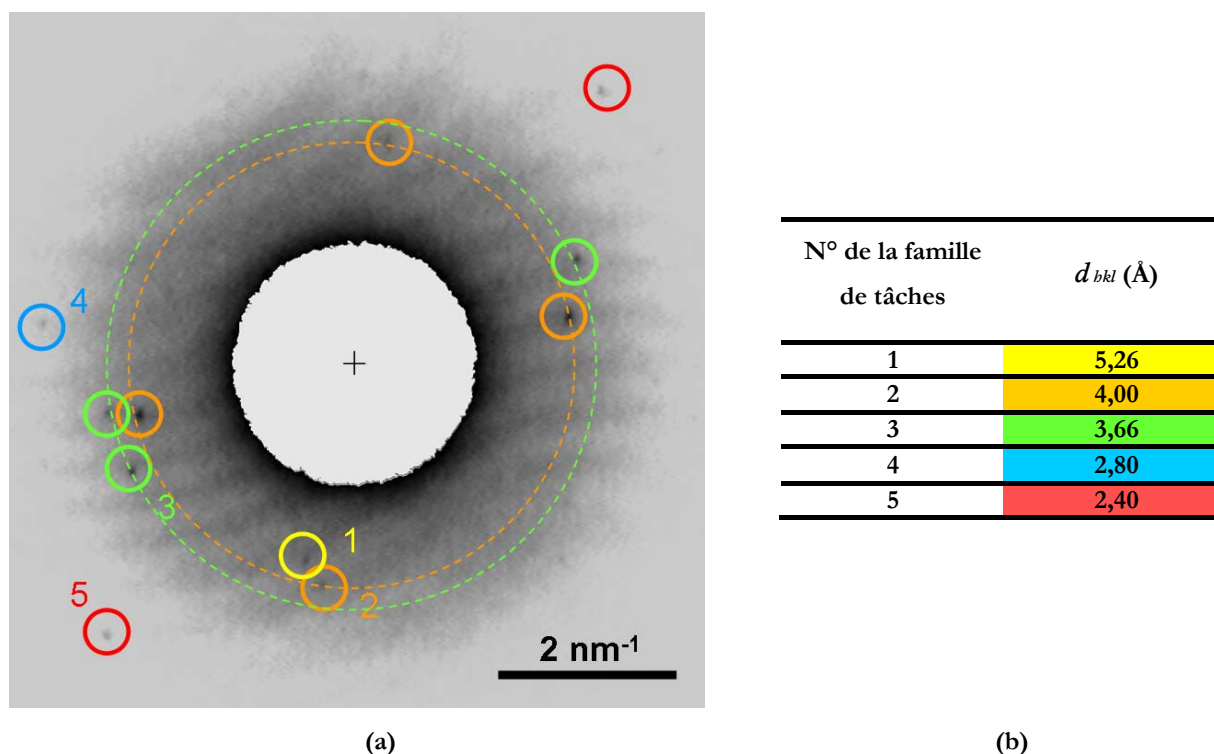 4
3
1
2
5
2 nm-1
(a)
N° de la famille
de tâches
d hkl (Å)
1 5,26
2 4,00
3 3,66
4 2,80
5 2,40
(b)